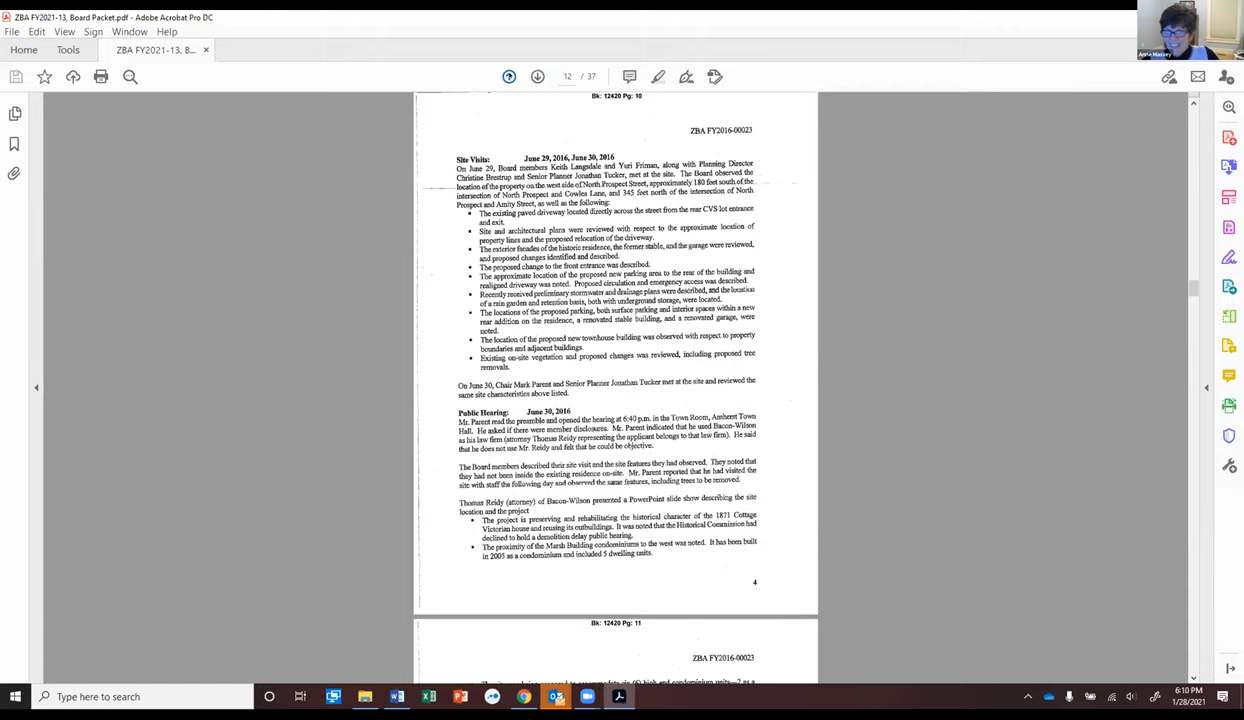 ZBA FY2021-13, Board Packet.pdf - Adobe Acrobat Pro DC
File Edit View Sign Window Help
Home Tools ZBA FY2021-13, B... ×
12 / 37
Anne Massey
Bk: 12420 Pg: 10
ZBA FY2016-00023
Site Visits: June 29, 2016, June 30, 2016
On June 29, Board members Keith Langsdale and Yuri Friman, along with Planning Director
Christine Brestrup and Senior Planner Jonathan Tucker, met at the site. The Board observed the
location of the property on the west side of North Prospect Street, approximately 180 feet south of the
intersection of North Prospect and Cowles Lane, and 345 feet north of the intersection of North
Prospect and Amity Street, as well as the following:
• The existing paved driveway located directly across the street from the rear CVS lot entrance
and exit.
• Site and architectural plans were reviewed with respect to the approximate location of
property lines and the proposed relocation of the driveway.
• The exterior facades of the historic residence, the former stable, and the garage were reviewed,
and proposed changes identified and described.
• The proposed change to the front entrance was described.
• The approximate location of the proposed new parking area to the rear of the building and
realigned driveway was noted. Proposed circulation and emergency access was described.
• Recently received preliminary stormwater and drainage plans were described, and the location
of a rain garden and retention basis, both with underground storage, were located.
• The locations of the proposed parking, both surface parking and interior spaces within a new
rear addition on the residence, a renovated stable building, and a renovated garage, were
noted.
• The location of the proposed new townhouse building was observed with respect to property
boundaries and adjacent buildings.
• Existing on-site vegetation and proposed changes was reviewed, including proposed tree
removals.
On June 30, Chair Mark Parent and Senior Planner Jonathan Tucker met at the site and reviewed the
same site characteristics above listed.
Public Hearing: June 30, 2016
Mr. Parent read the preamble and opened the hearing at 6:40 p.m. in the Town Room, Amherst Town
Hall. He asked if there were member disclosures. Mr. Parent indicated that he used Bacon-Wilson
as his law firm (attorney Thomas Reidy representing the applicant belongs to that law firm). He said
that he does not use Mr. Reidy and felt that he could be objective.
The Board members described their site visit and the site features they had observed. They noted that
they had not been inside the existing residence on-site. Mr. Parent reported that he had visited the
site with staff the following day and observed the same features, including trees to be removed.
Thomas Reidy (attorney) of Bacon-Wilson presented a PowerPoint slide show describing the site
location and the project
• The project is preserving and rehabilitating the historical character of the 1871 Cottage
Victorian house and reusing its outbuildings. It was noted that the Historical Commission had
declined to hold a demolition delay public hearing.
• The proximity of the Marsh Building condominiums to the west was noted. It has been built
in 2005 as a condominium and included 5 dwelling units.
4
Bk: 12420 Pg: 11
ZBA FY2016-00023
Type here to search
6:10 PM
1/28/2021